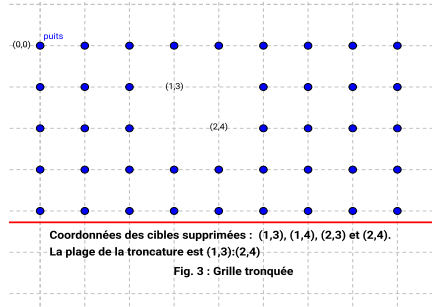 puits
(0,0)
(1,3)
(2,4)
Coordonnées des cibles supprimées : (1,3), (1,4), (2,3) et (2,4).
La plage de la troncature est (1,3):(2,4)
Fig. 3 : Grille tronquée